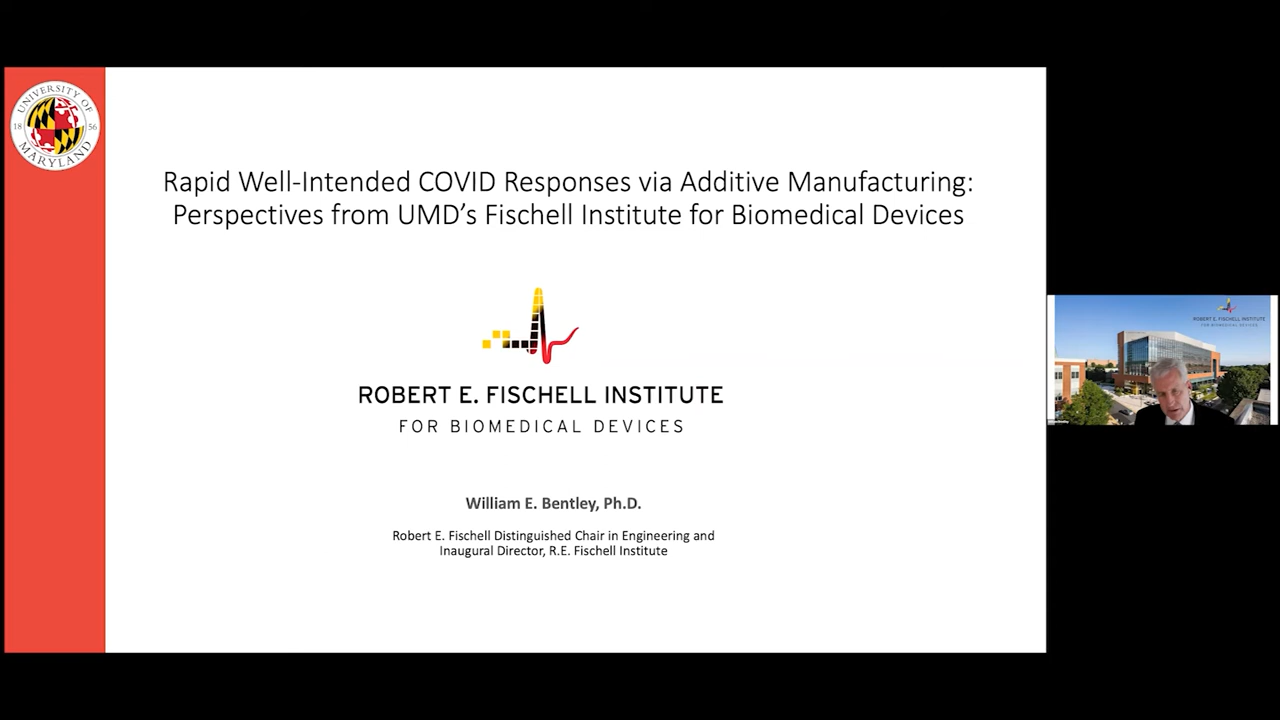 UNIVERSITY OF
18 56
MARYLAND
Rapid Well-Intended COVID Responses via Additive Manufacturing:
Perspectives from UMD’s Fischell Institute for Biomedical Devices
ROBERT E. FISCHELL INSTITUTE
FOR BIOMEDICAL DEVICES
William E. Bentley, Ph.D.
Robert E. Fischell Distinguished Chair in Engineering and
Inaugural Director, R.E. Fischell Institute
ROBERT E. FISCHELL INSTITUTE
FOR BIOMEDICAL DEVICES